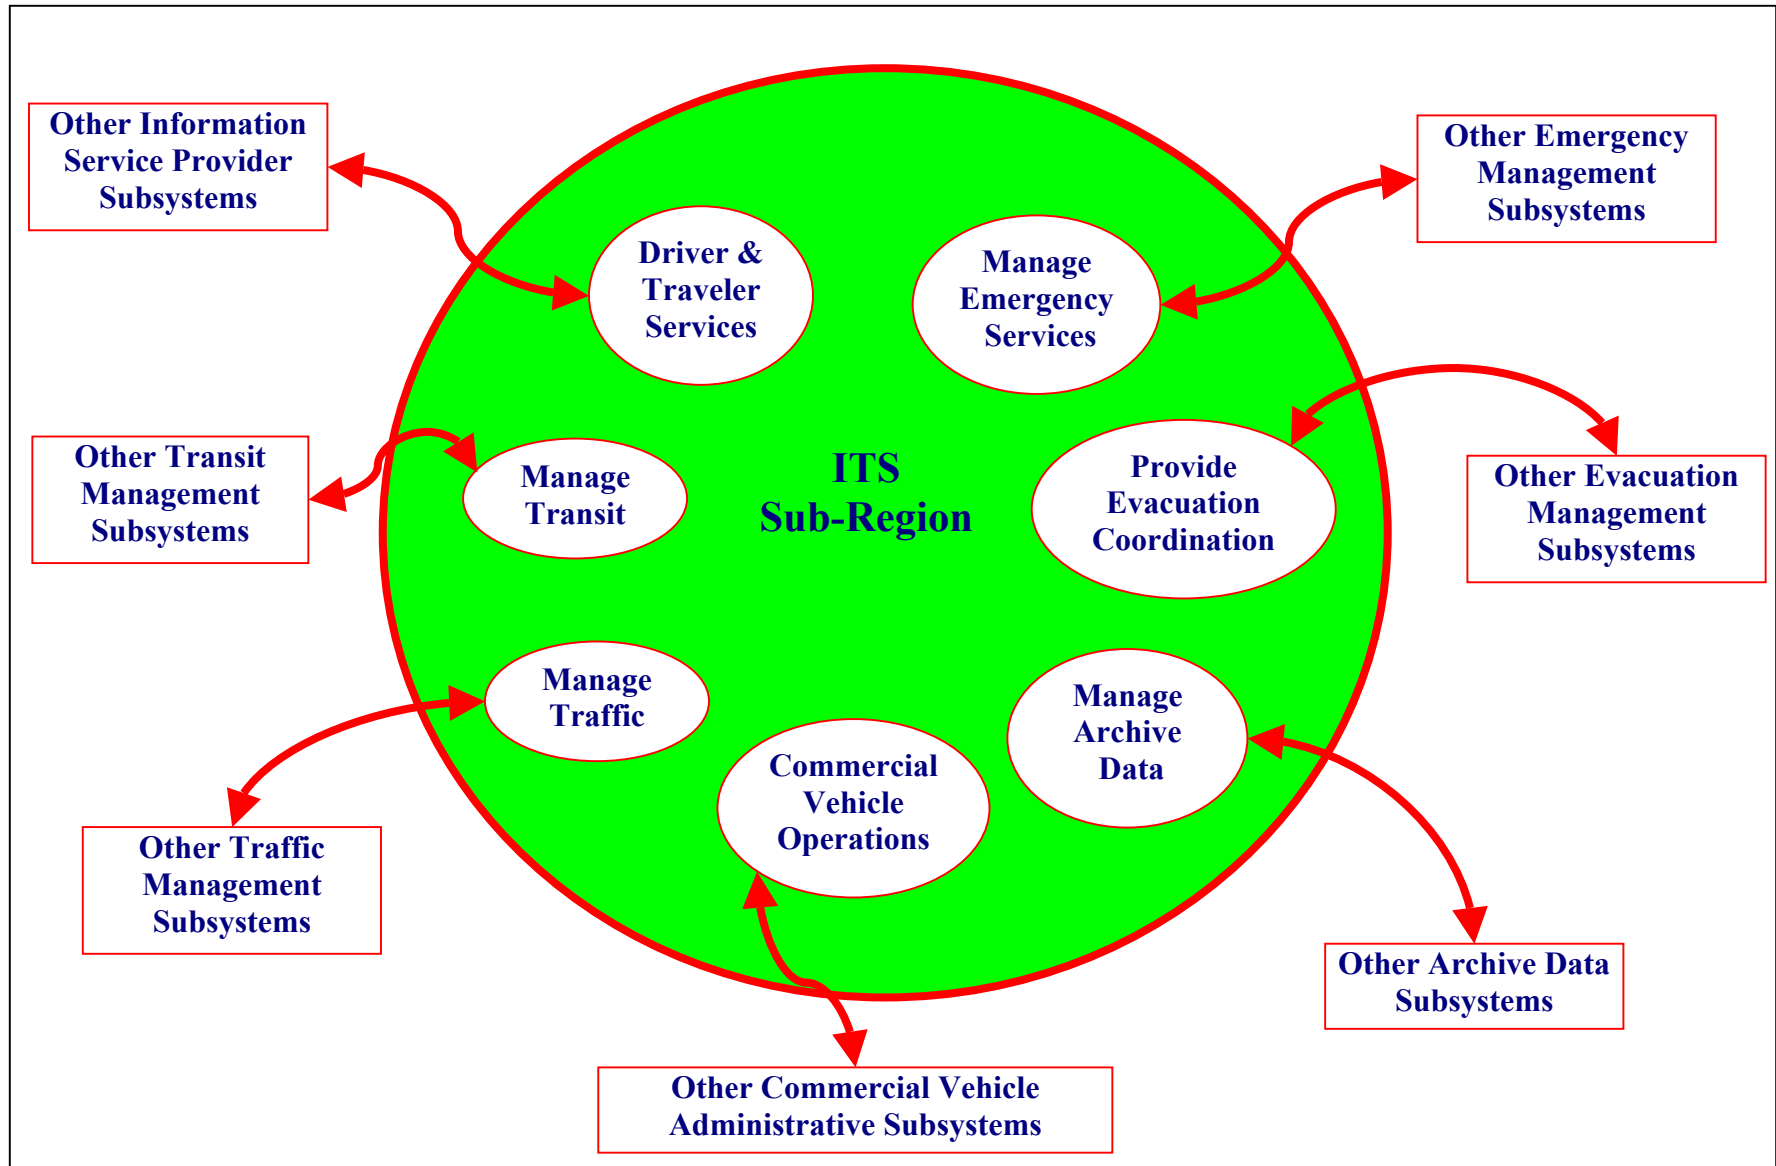 Other Information
Service Provider
Subsystems
Other Emergency
Management
Subsystems
Driver &
Traveler
Services
Manage
Emergency
Services
Other Transit
Management
Subsystems
Manage
Transit
ITS
Sub-Region
Provide
Evacuation
Coordination
Other Evacuation
Management
Subsystems
Manage
Traffic
Manage
Archive
Data
Commercial
Vehicle
Operations
Other Traffic
Management
Subsystems
Other Archive Data
Subsystems
Other Commercial Vehicle
Administrative Subsystems